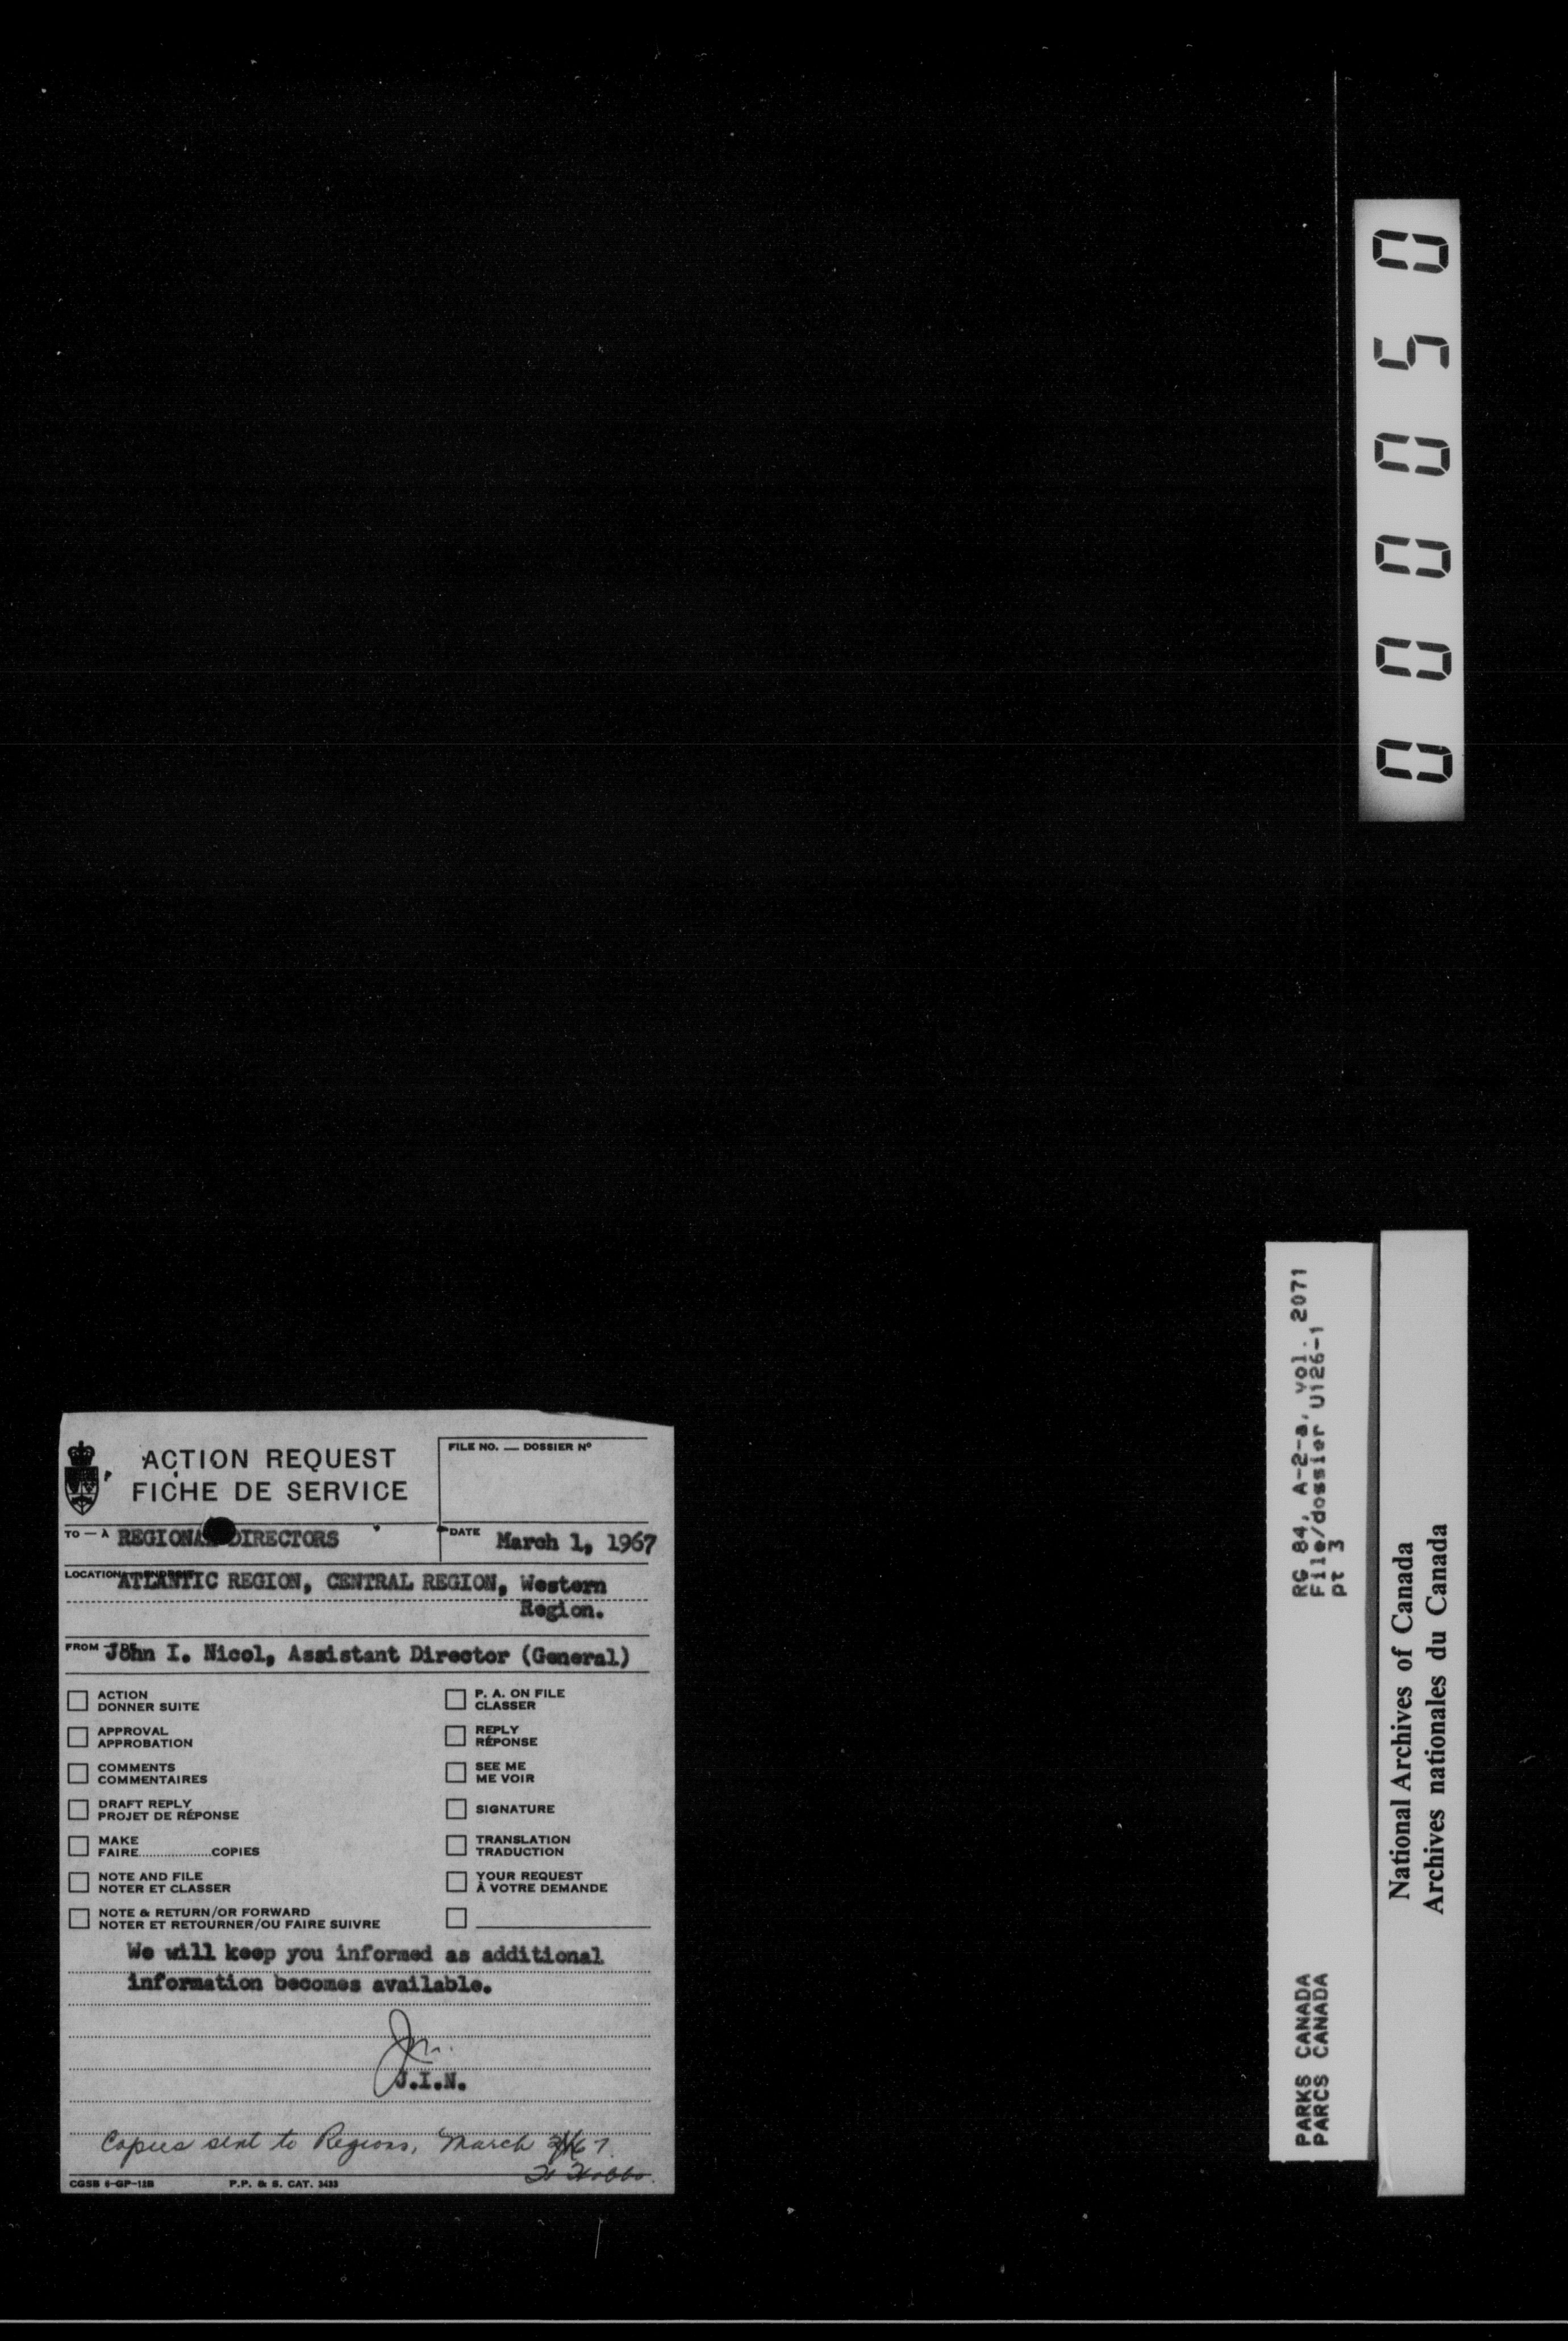 ACTION REQUEST
FICHE DE SERVICE
FILE NO. — DOSSIER Nº
TO — À REGIONAL DIRECTORS
DATE March 1, 1967
LOCATION ATLANTIC REGION, CENTRAL REGION, Western
Region.
FROM John I. Nicol, Assistant Director (General)
ACTION
DONNER SUITE
APPROVAL
APPROBATION
COMMENTS
COMMENTAIRES
DRAFT REPLY
PROJET DE RÉPONSE
MAKE
FAIRE..................COPIES
NOTE AND FILE
NOTER ET CLASSER
NOTE & RETURN/OR FORWARD
NOTER ET RETOURNER/OU FAIRE SUIVRE
P. A. ON FILE
CLASSER
REPLY
RÉPONSE
SEE ME
ME VOIR
SIGNATURE
TRANSLATION
TRADUCTION
YOUR REQUEST
À VOTRE DEMANDE
We will keep you informed as additional
information becomes available.
J.I.N.
Copies sent to Regions, March
Hobbs.
CGSB 6-GP-12B P.P. & S. CAT. 3433
000050
RG 84, A-2-a, vol. 2071
File/dossier U126-1
pt 3
PARKS CANADA
PARCS CANADA
National Archives of Canada
Archives nationales du Canada